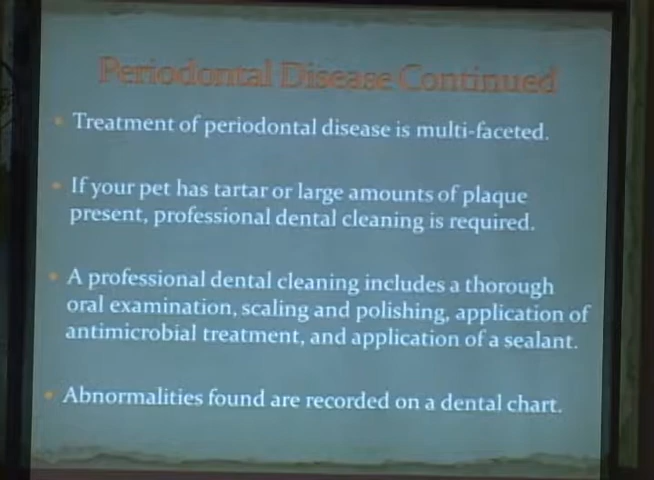 Periodontal Disease Continued
• Treatment of periodontal disease is multi-faceted.
• If your pet has tartar or large amounts of plaque
present, professional dental cleaning is required.
• A professional dental cleaning includes a thorough
oral examination, scaling and polishing, application of
antimicrobial treatment, and application of a sealant.
• Abnormalities found are recorded on a dental chart.